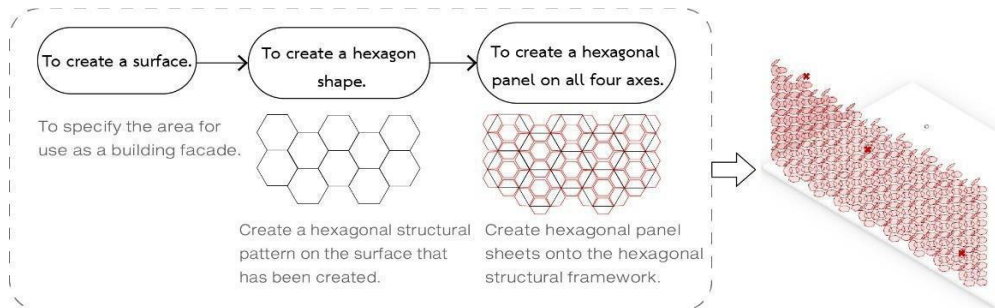 To create a surface.
To create a hexagon
shape.
To create a hexagonal
panel on all four axes.
To specify the area for
use as a building facade.
Create a hexagonal structural
pattern on the surface that
has been created.
Create hexagonal panel
sheets onto the hexagonal
structural framework.